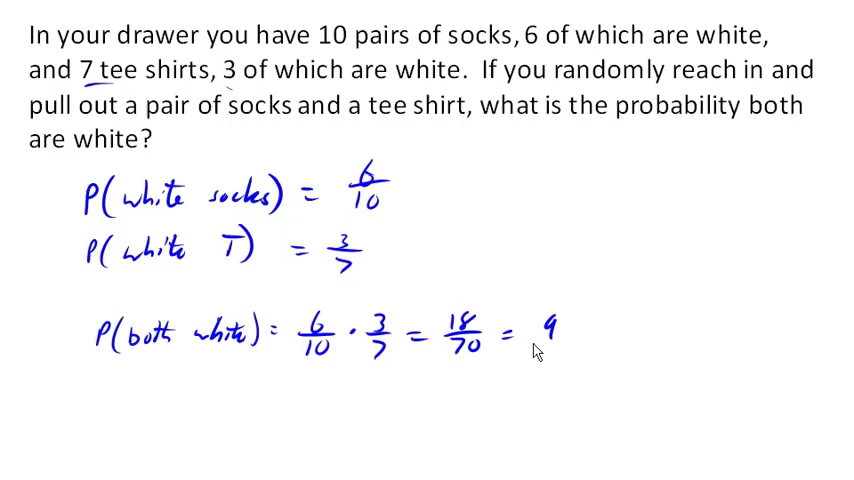 In your drawer you have 10 pairs of socks, 6 of which are white,
and 7 tee shirts, 3 of which are white. If you randomly reach in and
pull out a pair of socks and a tee shirt, what is the probability both
are white?
P(white socks) = 6/10
P(white T) = 3/7
P(both white) = 6/10 · 3/7 = 18/70 = 9